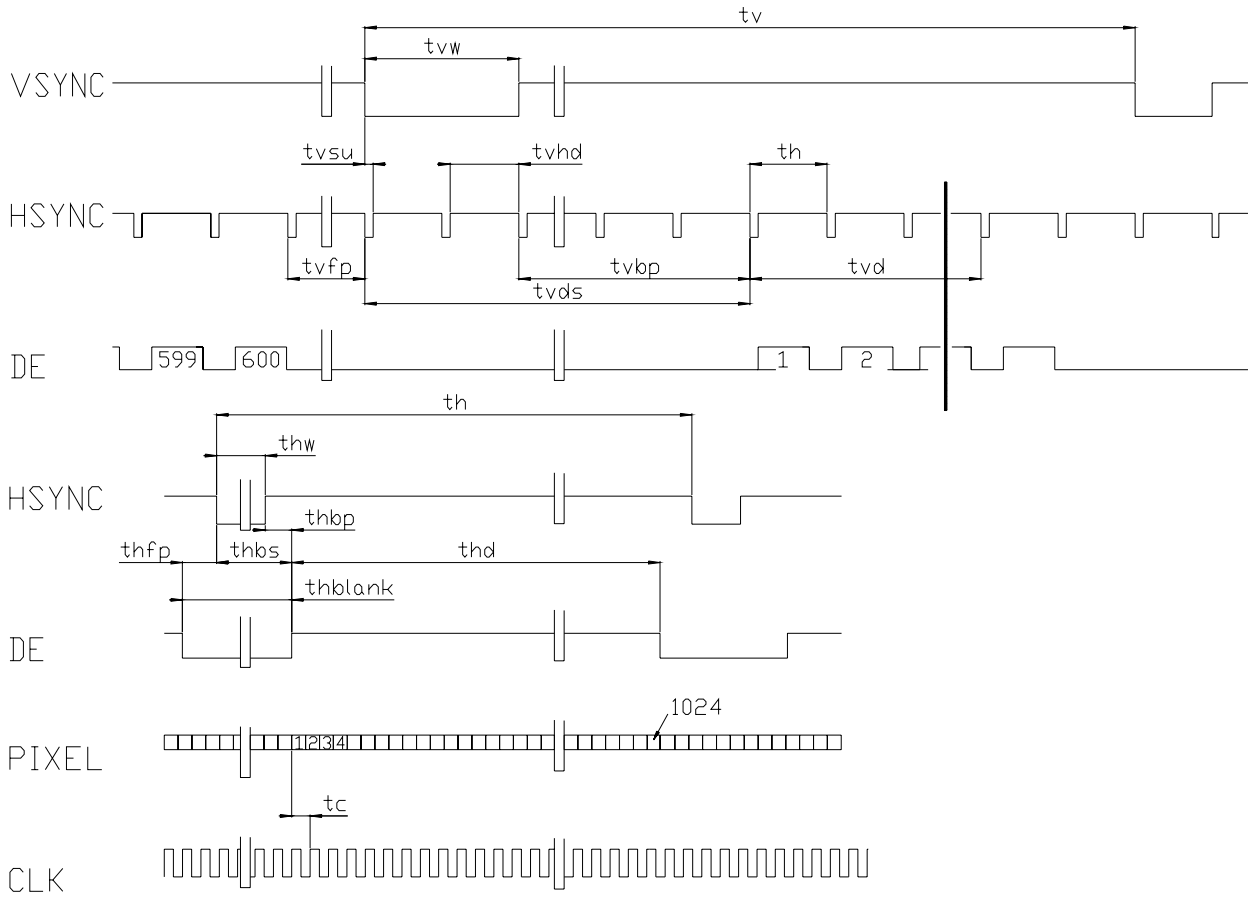 tv
tvw
VSYNC
tvsu
tvhd
th
HSYNC
tvfp
tvbp
tvd
tvds
DE
599
600
1
2
th
thw
HSYNC
thbp
thfp
thbs
thd
thblank
DE
1024
PIXEL
1 2 3 4
tc
CLK